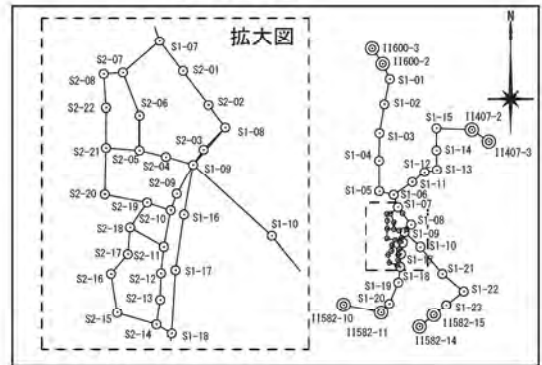 拡大図
S1-07
S2-07
S2-01
S2-08
S2-02
S2-22
S2-06
S1-08
S2-03
S2-21
S2-05
S2-04
S1-09
S2-09
S2-20
S2-19
S2-10
S1-16
S2-18
S1-10
S2-11
S2-17
S2-16
S2-12
S1-17
S2-13
S2-15
S2-14
S1-18
N
II600-3
II600-2
S1-01
S1-02
S1-15
II407-2
S1-03
II407-3
S1-14
S1-04
S1-12
S1-13
S1-11
S1-05
S1-06
S1-07
S1-08
S1-09
S1-10
S1-18
S1-21
S1-19
S1-22
S1-20
S1-23
II582-10
II582-11
II582-15
II582-14